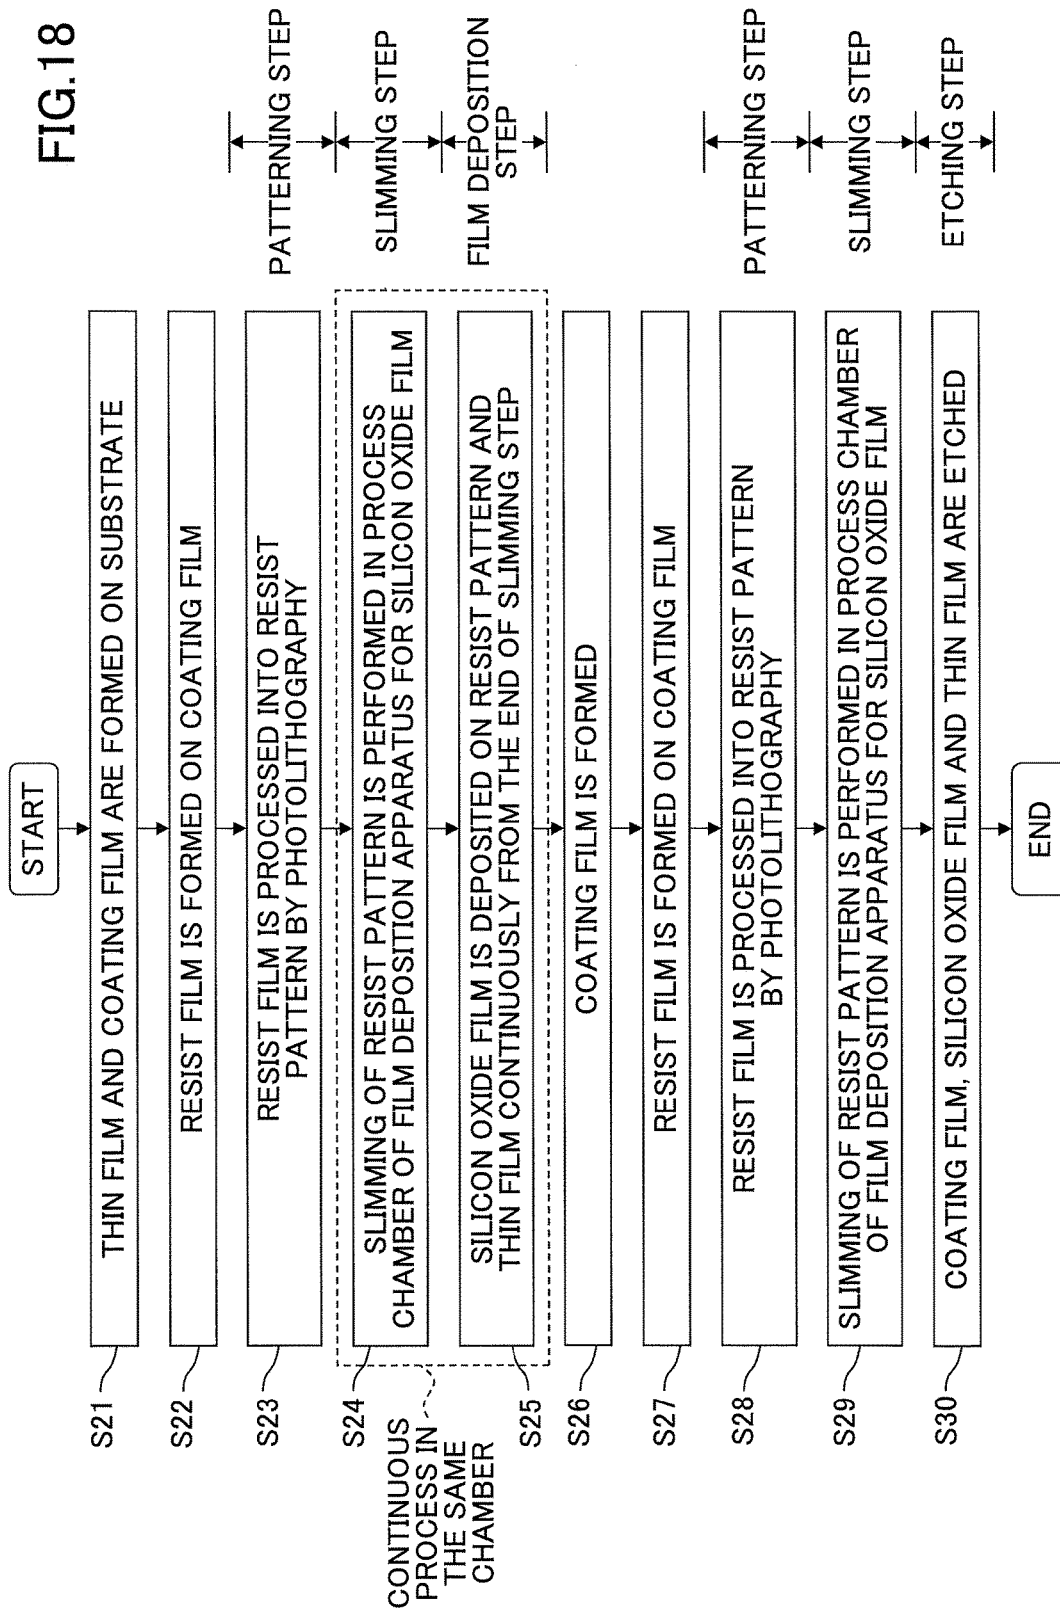 FIG.18
START
S21
THIN FILM AND COATING FILM ARE FORMED ON SUBSTRATE
S22
RESIST FILM IS FORMED ON COATING FILM
S23
RESIST FILM IS PROCESSED INTO RESIST
PATTERN BY PHOTOLITHOGRAPHY
PATTERNING STEP
S24
SLIMMING OF RESIST PATTERN IS PERFORMED IN PROCESS
CHAMBER OF FILM DEPOSITION APPARATUS FOR SILICON OXIDE FILM
SLIMMING STEP
CONTINUOUS
PROCESS IN
THE SAME
CHAMBER
S25
SILICON OXIDE FILM IS DEPOSITED ON RESIST PATTERN AND
THIN FILM CONTINUOUSLY FROM THE END OF SLIMMING STEP
FILM DEPOSITION
STEP
S26
COATING FILM IS FORMED
S27
RESIST FILM IS FORMED ON COATING FILM
S28
RESIST FILM IS PROCESSED INTO RESIST PATTERN
BY PHOTOLITHOGRAPHY
PATTERNING STEP
S29
SLIMMING OF RESIST PATTERN IS PERFORMED IN PROCESS CHAMBER
OF FILM DEPOSITION APPARATUS FOR SILICON OXIDE FILM
SLIMMING STEP
S30
COATING FILM, SILICON OXIDE FILM AND THIN FILM ARE ETCHED
ETCHING STEP
END